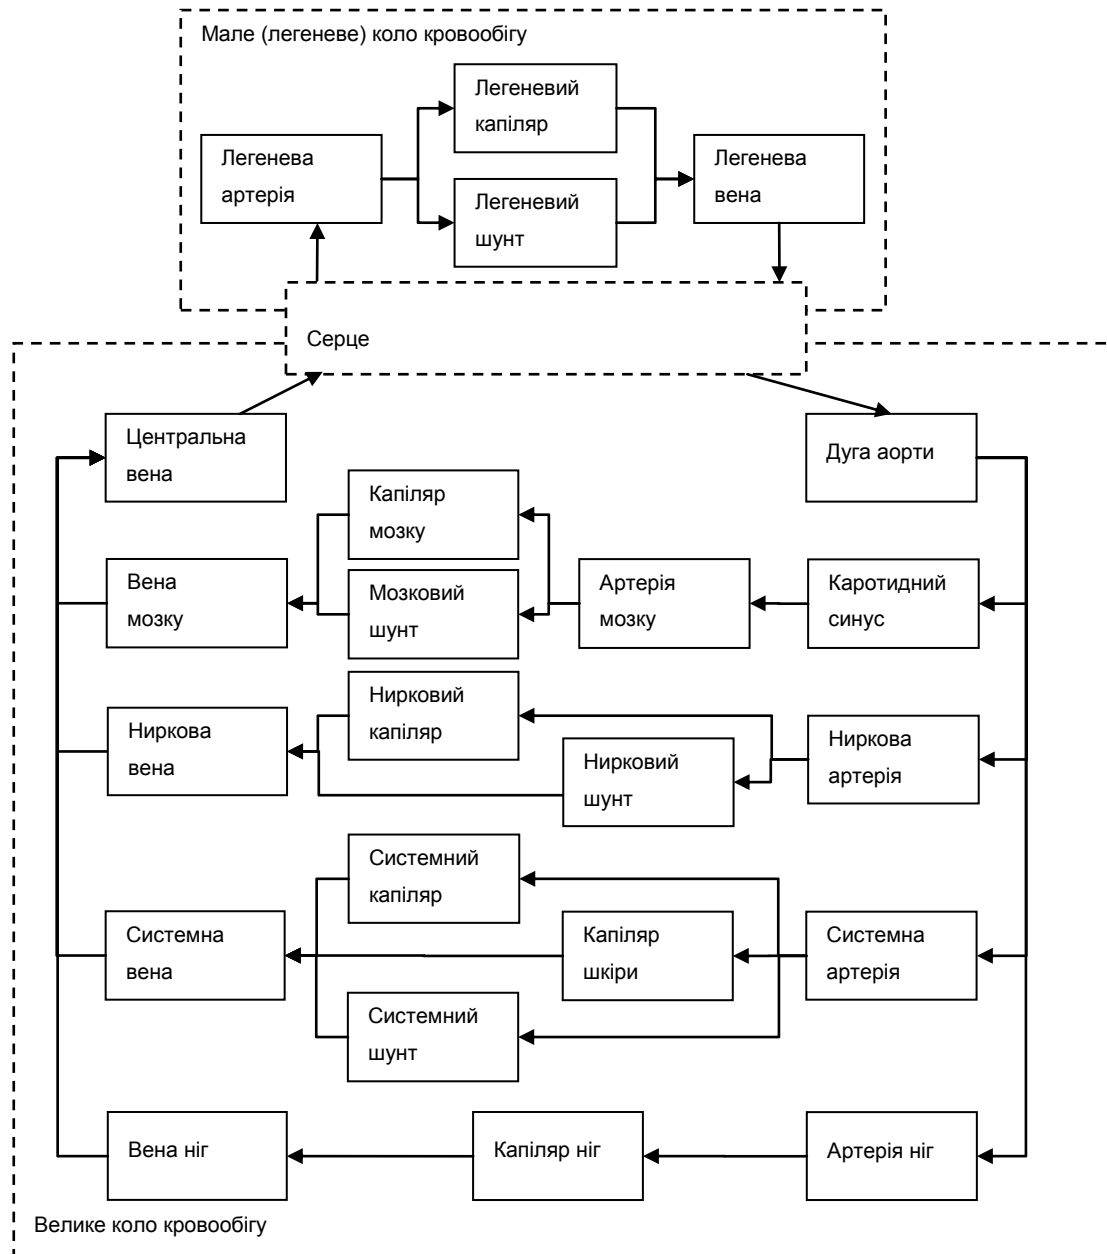 Мале (легеневе) коло кровообігу
Легеневий
капіляр
Легенева
артерія
Легенева
вена
Легеневий
шунт
Серце
Центральна
вена
Дуга аорти
Капіляр
мозку
Вена
мозку
Мозковий
шунт
Артерія
мозку
Каротидний
синус
Нирковий
капіляр
Ниркова
вена
Нирковий
шунт
Ниркова
артерія
Системний
капіляр
Системна
вена
Капіляр
шкіри
Системна
артерія
Системний
шунт
Вена ніг
Капіляр ніг
Артерія ніг
Велике коло кровообігу